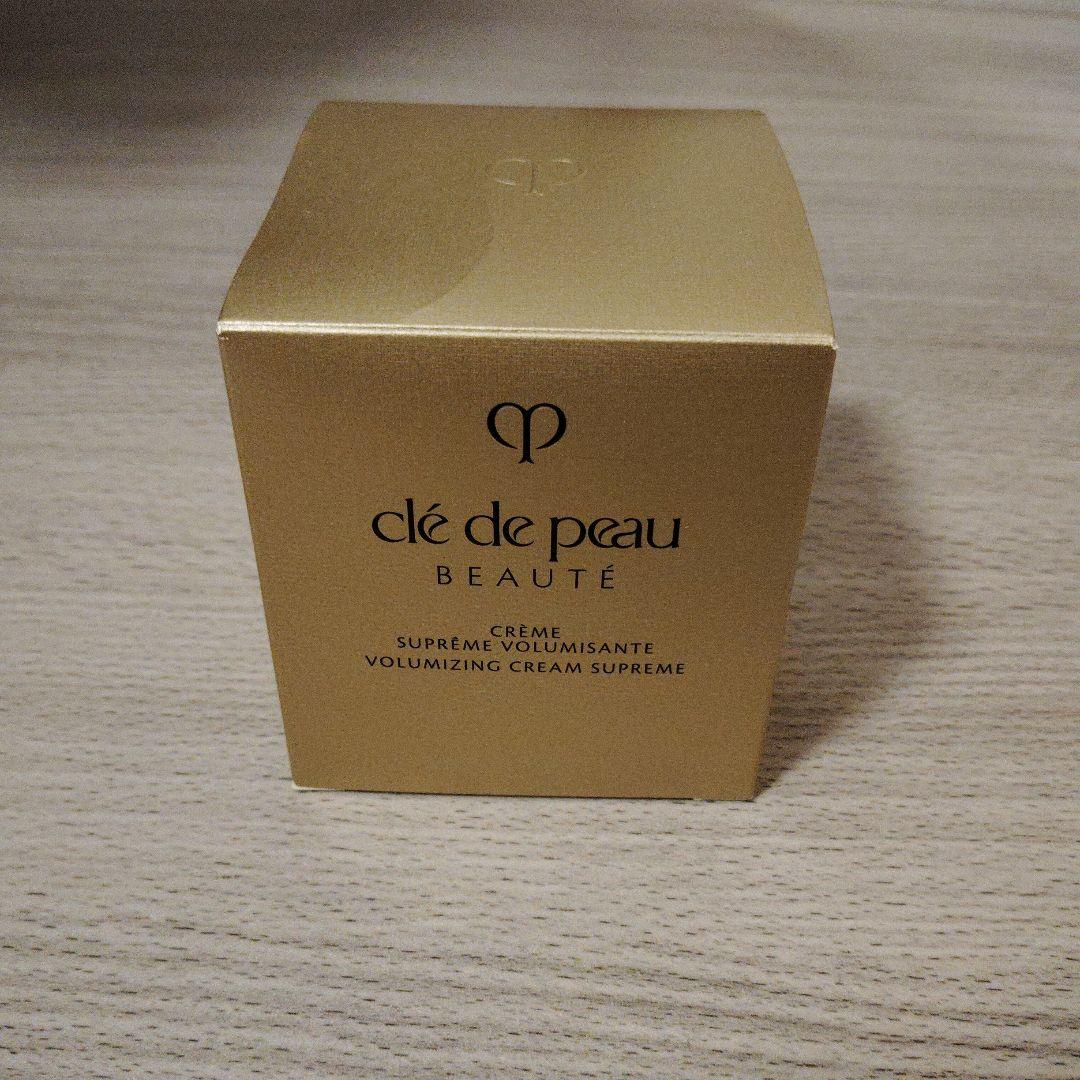 clé de peau
BEAUTÉ
CRÈME
SUPRÊME VOLUMISANTE
VOLUMIZING CREAM SUPREME